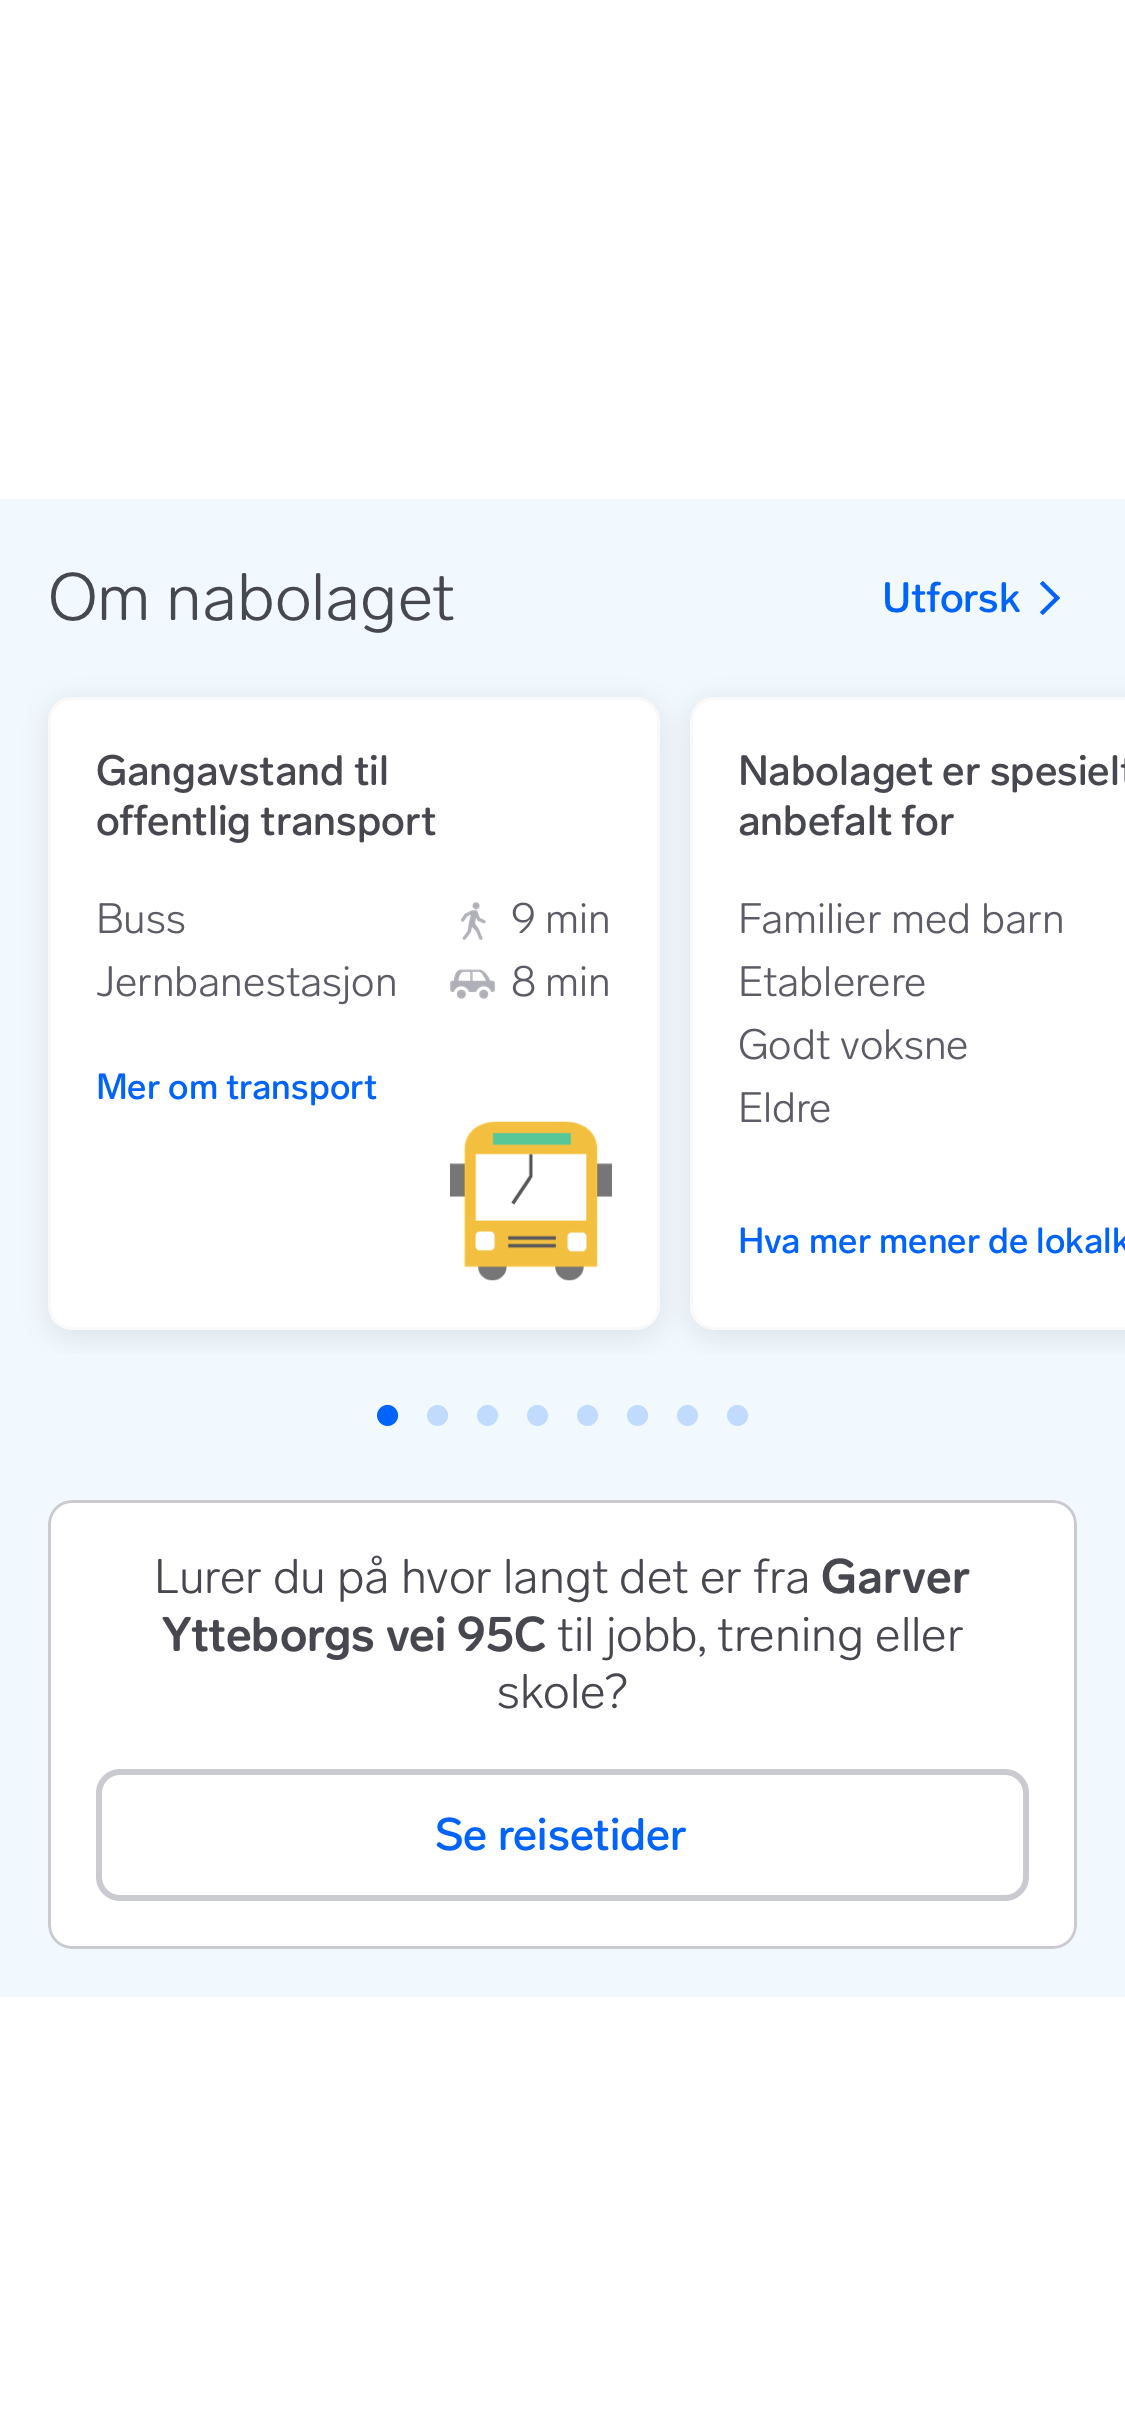 Om nabolaget
Utforsk
Gangavstand til
offentlig transport
Buss 9 min
Jernbanestasjon 8 min
Mer om transport
Nabolaget er spesielt
anbefalt for
Familier med barn
Etablerere
Godt voksne
Eldre
Hva mer mener de
Lurer du på hvor langt det er fra Garver
Ytteborgs vei 95C til jobb, trening eller
skole?
Se reisetider